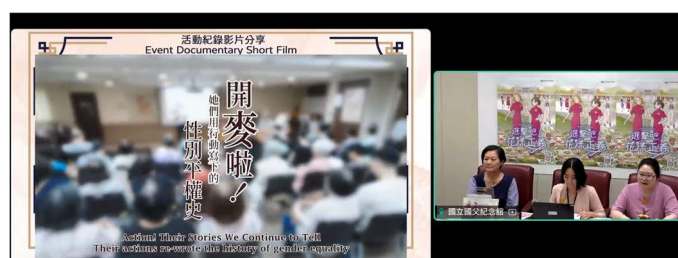 活動紀錄影片分享
Event Documentary Short Film
開麥啦！
她們用行動寫下的
性別平權史
Action! Their Stories We Continue to Tell
Their actions re-wrote the history of gender equality
國立國父紀念館